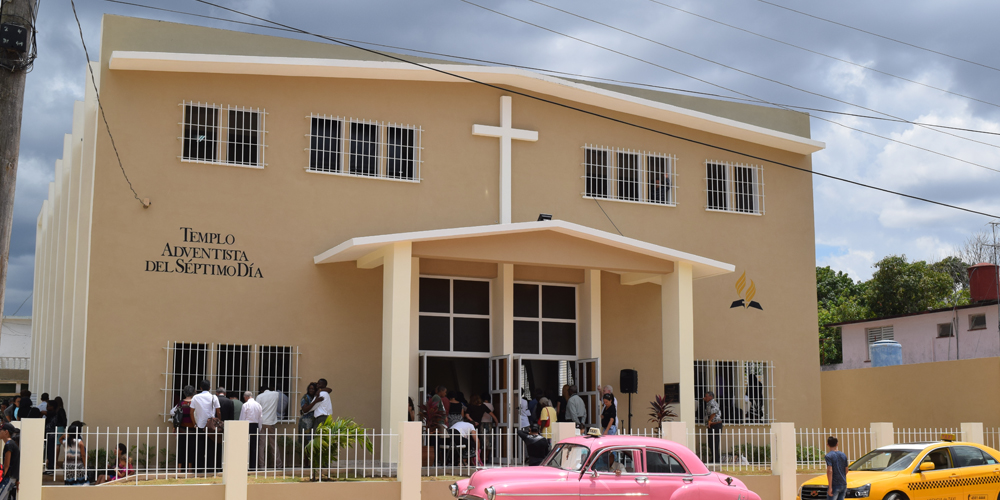 TEMPLO
ADVENTISTA
DEL SÉPTIMO DÍA